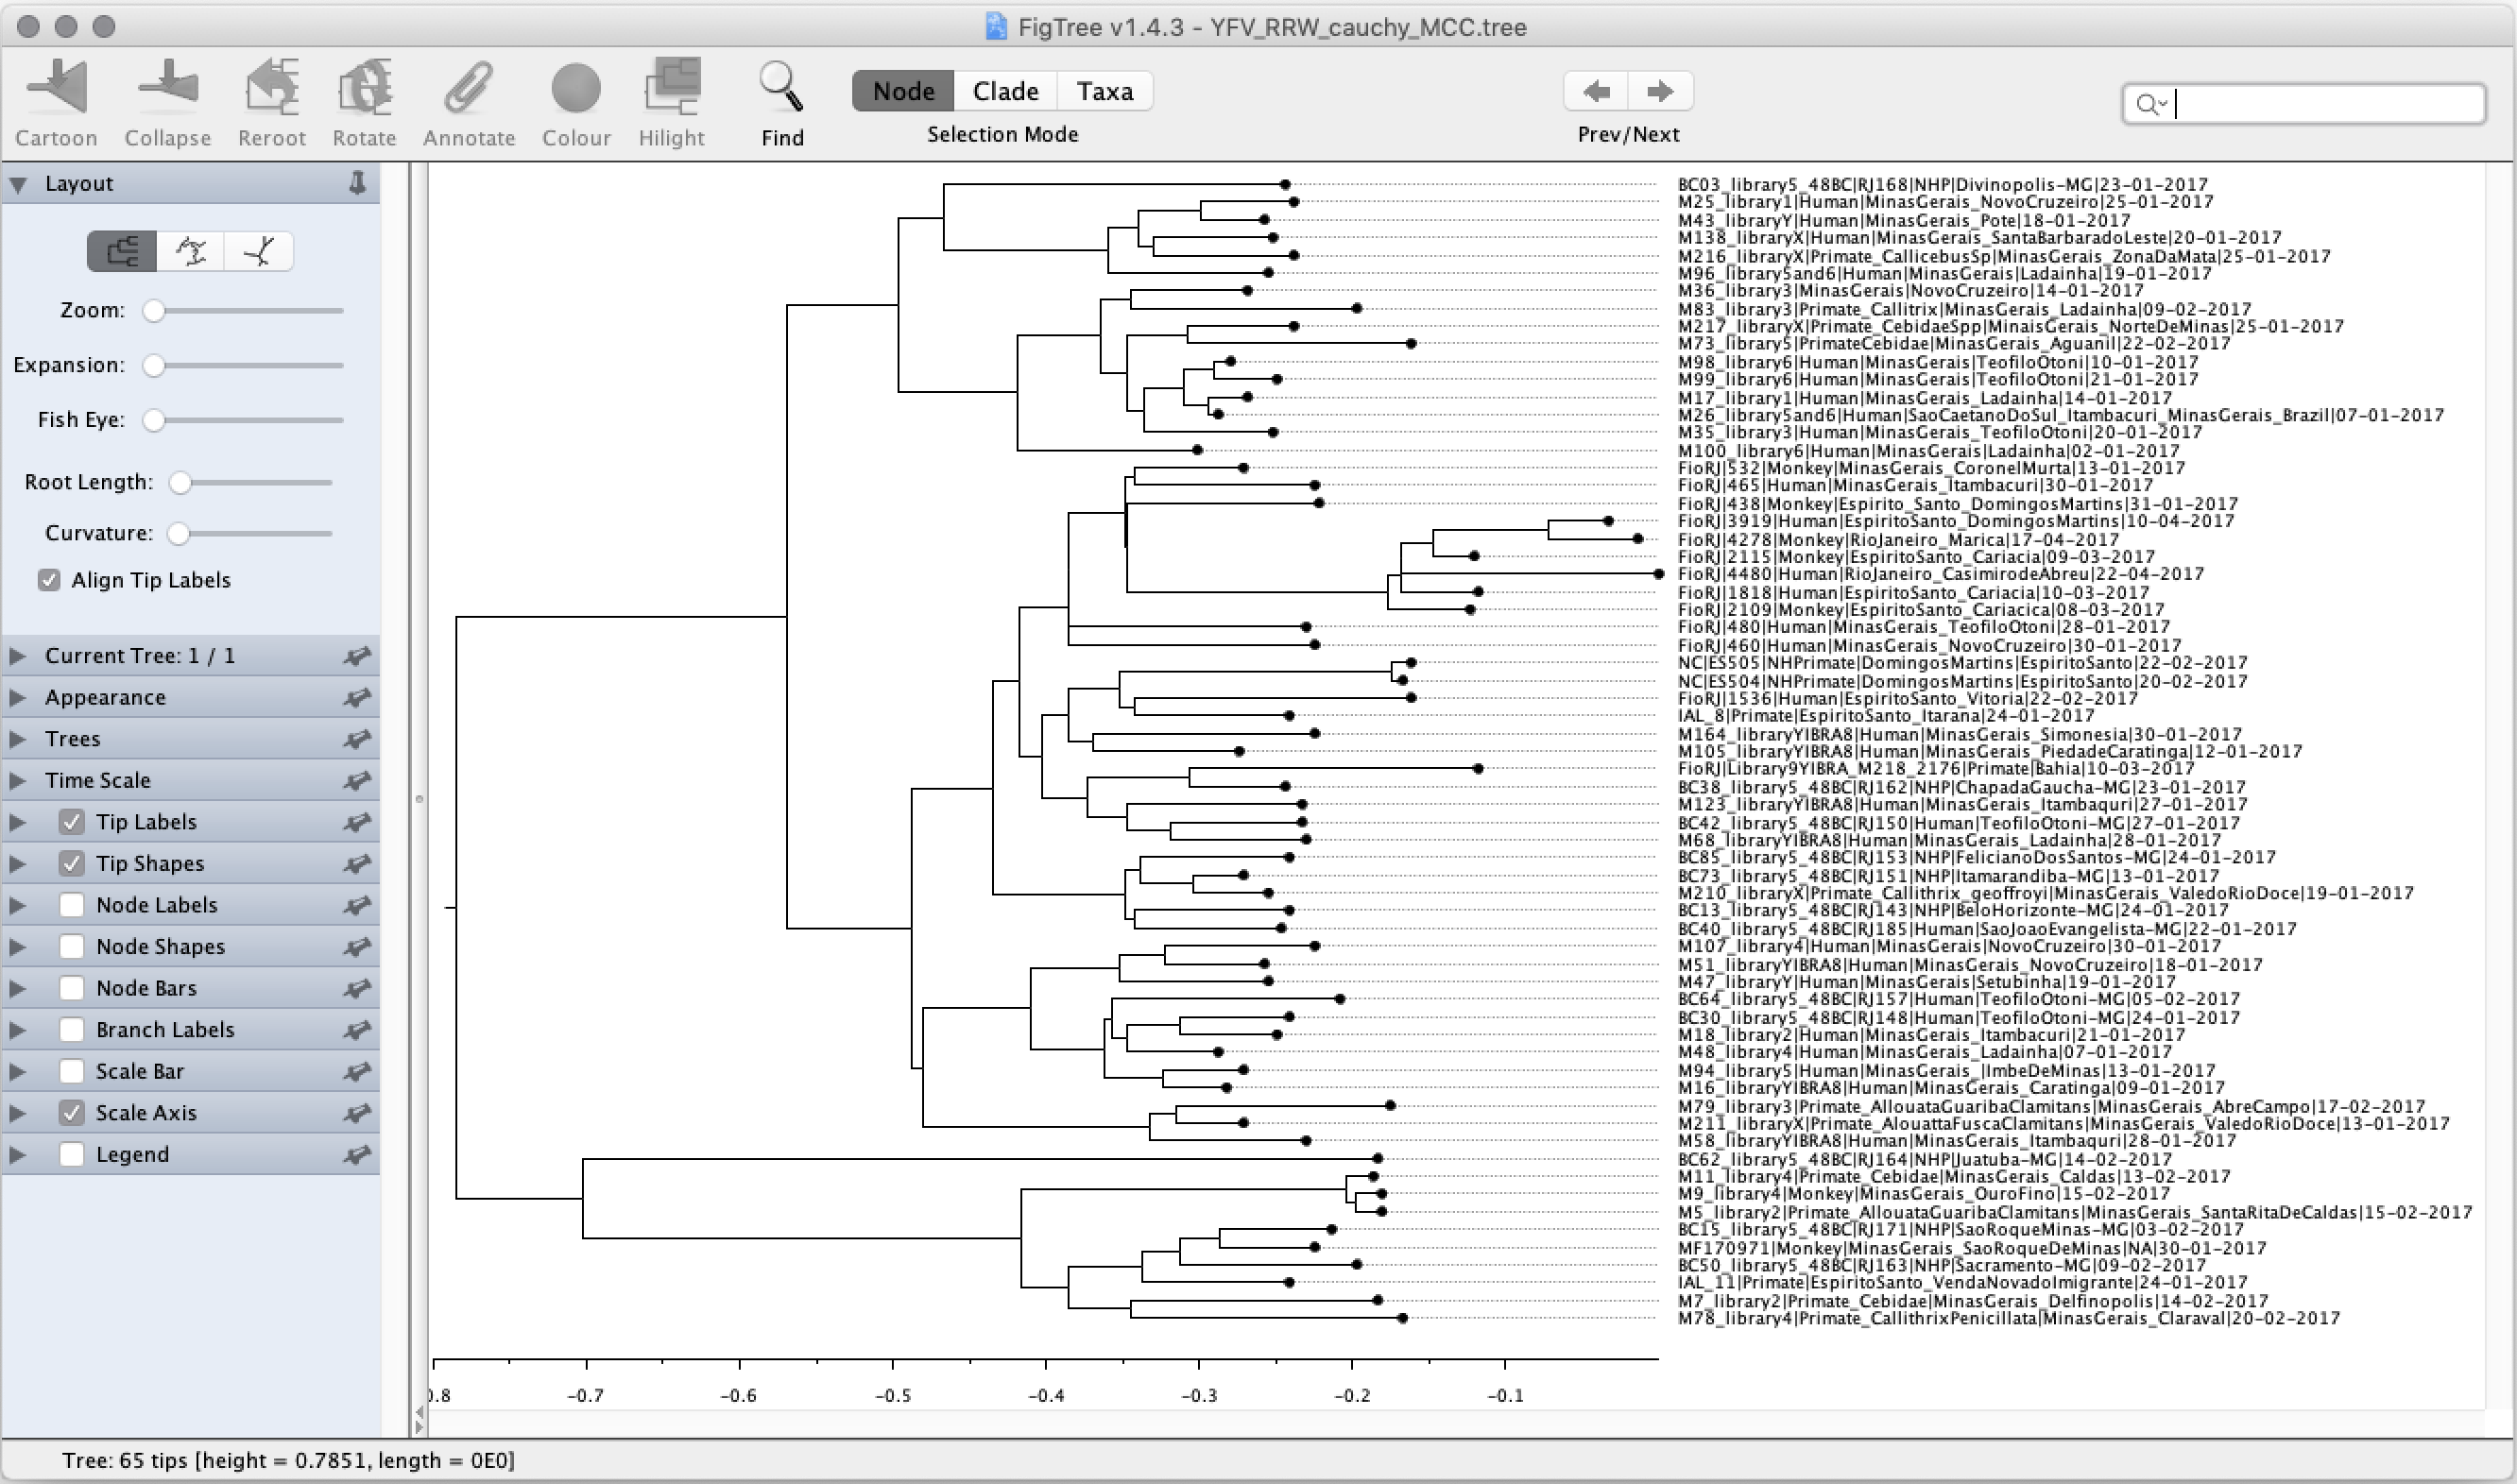 FigTree v1.4.3 - YFV_RRW_cauchy_MCC.tree
Cartoon Collapse Reroot Rotate Annotate Colour Hilight Find
Node Clade Taxa
Selection Mode
Prev/Next
Layout
Zoom:
Expansion:
Fish Eye:
Root Length:
Curvature:
Align Tip Labels
Current Tree: 1 / 1
Appearance
Trees
Time Scale
Tip Labels
Tip Shapes
Node Labels
Node Shapes
Node Bars
Branch Labels
Scale Bar
Scale Axis
Legend
BC03_library5_48BC|RJ168|NHP|Divinopolis-MG|23-01-2017
M25_library1|Human|MinasGerais_NovoCruzeiro|25-01-2017
M43_libraryY|Human|MinasGerais_Pote|18-01-2017
M138_libraryX|Human|MinasGerais_SantaBarbaradoLeste|20-01-2017
M216_libraryX|Primate_CallicebusSp|MinasGerais_ZonaDaMata|25-01-2017
M96_library5and6|Human|MinasGerais|Ladainha|19-01-2017
M36_library3|MinasGerais|NovoCruzeiro|14-01-2017
M83_library3|Primate_Callitrix|MinasGerais_Ladainha|09-02-2017
M217_libraryX|Primate_CebidaeSpp|MinaisGerais_NorteDeMinas|25-01-2017
M73_library5|PrimateCebidae|MinasGerais_Aguanil|22-02-2017
M98_library6|Human|MinasGerais|TeofiloOtoni|10-01-2017
M99_library6|Human|MinasGerais|TeofiloOtoni|21-01-2017
M17_library1|Human|MinasGerais_Ladainha|14-01-2017
M26_library5and6|Human|SaoCaetanoDoSul_Itambacuri_MinasGerais_Brazil|07-01-2017
M35_library3|Human|MinasGerais_TeofiloOtoni|20-01-2017
M100_library6|Human|MinasGerais|Ladainha|02-01-2017
FioRJ|532|Monkey|MinasGerais_CoronelMurta|13-01-2017
FioRJ|465|Human|MinasGerais_Itambacuri|30-01-2017
FioRJ|438|Monkey|Espirito_Santo_DomingosMartins|31-01-2017
FioRJ|3919|Human|EspiritoSanto_DomingosMartins|10-04-2017
FioRJ|4278|Monkey|RioJaneiro_Marica|17-04-2017
FioRJ|2115|Monkey|EspiritoSanto_Cariacia|09-03-2017
FioRJ|4480|Human|RioJaneiro_CasimirodeAbreu|22-04-2017
FioRJ|1818|Human|EspiritoSanto_Cariacia|10-03-2017
FioRJ|2109|Monkey|EspiritoSanto_Cariacica|08-03-2017
FioRJ|480|Human|MinasGerais_TeofiloOtoni|28-01-2017
FioRJ|460|Human|MinasGerais_NovoCruzeiro|30-01-2017
NC|ES505|NHPrimate|DomingosMartins|EspiritoSanto|22-02-2017
NC|ES504|NHPrimate|DomingosMartins|EspiritoSanto|20-02-2017
FioRJ|1536|Human|EspiritoSanto_Vitoria|22-02-2017
IAL_8|Primate|EspiritoSanto_Itarana|24-01-2017
M164_libraryYIBRA8|Human|MinasGerais_Simonesia|30-01-2017
M105_libraryYIBRA8|Human|MinasGerais_PiedadeCaratinga|12-01-2017
FioRJ|Library9YIBRA_M218_2176|Primate|Bahia|10-03-2017
BC38_library5_48BC|RJ162|NHP|ChapadaGaucha-MG|23-01-2017
M123_libraryYIBRA8|Human|MinasGerais_Itambaquri|27-01-2017
BC42_library5_48BC|RJ150|Human|TeofiloOtoni-MG|27-01-2017
M68_libraryYIBRA8|Human|MinasGerais_Ladainha|28-01-2017
BC85_library5_48BC|RJ153|NHP|FelicianoDosSantos-MG|24-01-2017
BC73_library5_48BC|RJ151|NHP|Itamarandiba-MG|13-01-2017
M210_libraryX|Primate_Callithrix_geoffroyi|MinasGerais_ValedoRioDoce|19-01-2017
BC13_library5_48BC|RJ143|NHP|BeloHorizonte-MG|24-01-2017
BC40_library5_48BC|RJ185|Human|SaoJoaoEvangelista-MG|22-01-2017
M107_library4|Human|MinasGerais|NovoCruzeiro|30-01-2017
M51_libraryYIBRA8|Human|MinasGerais_NovoCruzeiro|18-01-2017
M47_libraryY|Human|MinasGerais|Setubinha|19-01-2017
BC64_library5_48BC|RJ157|Human|TeofiloOtoni-MG|05-02-2017
BC30_library5_48BC|RJ148|Human|TeofiloOtoni-MG|24-01-2017
M18_library2|Human|MinasGerais_Itambacuri|21-01-2017
M48_library4|Human|MinasGerais_Ladainha|07-01-2017
M94_library5|Human|MinasGerais_|ImbeDeMinas|13-01-2017
M16_libraryYIBRA8|Human|MinasGerais_Caratinga|09-01-2017
M79_library3|Primate_AllouataGuaribaClamitans|MinasGerais_AbreCampo|17-02-2017
M211_libraryX|Primate_AlouattaFuscaClamitans|MinasGerais_ValedoRioDoce|13-01-2017
M58_libraryYIBRA8|Human|MinasGerais_Itambaquri|28-01-2017
BC62_library5_48BC|RJ164|NHP|Juatuba-MG|14-02-2017
M11_library4|Primate_Cebidae|MinasGerais_Caldas|13-02-2017
M9_library4|Monkey|MinasGerais_OuroFino|15-02-2017
M5_library2|Primate_AllouataGuaribaClamitans|MinasGerais_SantaRitaDeCaldas|15-02-2017
BC15_library5_48BC|RJ171|NHP|SaoRoqueMinas-MG|03-02-2017
MF170971|Monkey|MinasGerais_SaoRoqueDeMinas|NA|30-01-2017
BC50_library5_48BC|RJ163|NHP|Sacramento-MG|09-02-2017
IAL_11|Primate|EspiritoSanto_VendaNovadoImigrante|24-01-2017
M7_library2|Primate_Cebidae|MinasGerais_Delfinopolis|14-02-2017
M78_library4|Primate_CallithrixPenicillata|MinasGerais_Claraval|20-02-2017
0.8 -0.7 -0.6 -0.5 -0.4 -0.3 -0.2 -0.1
Tree: 65 tips [height = 0.7851, length = 0E0]